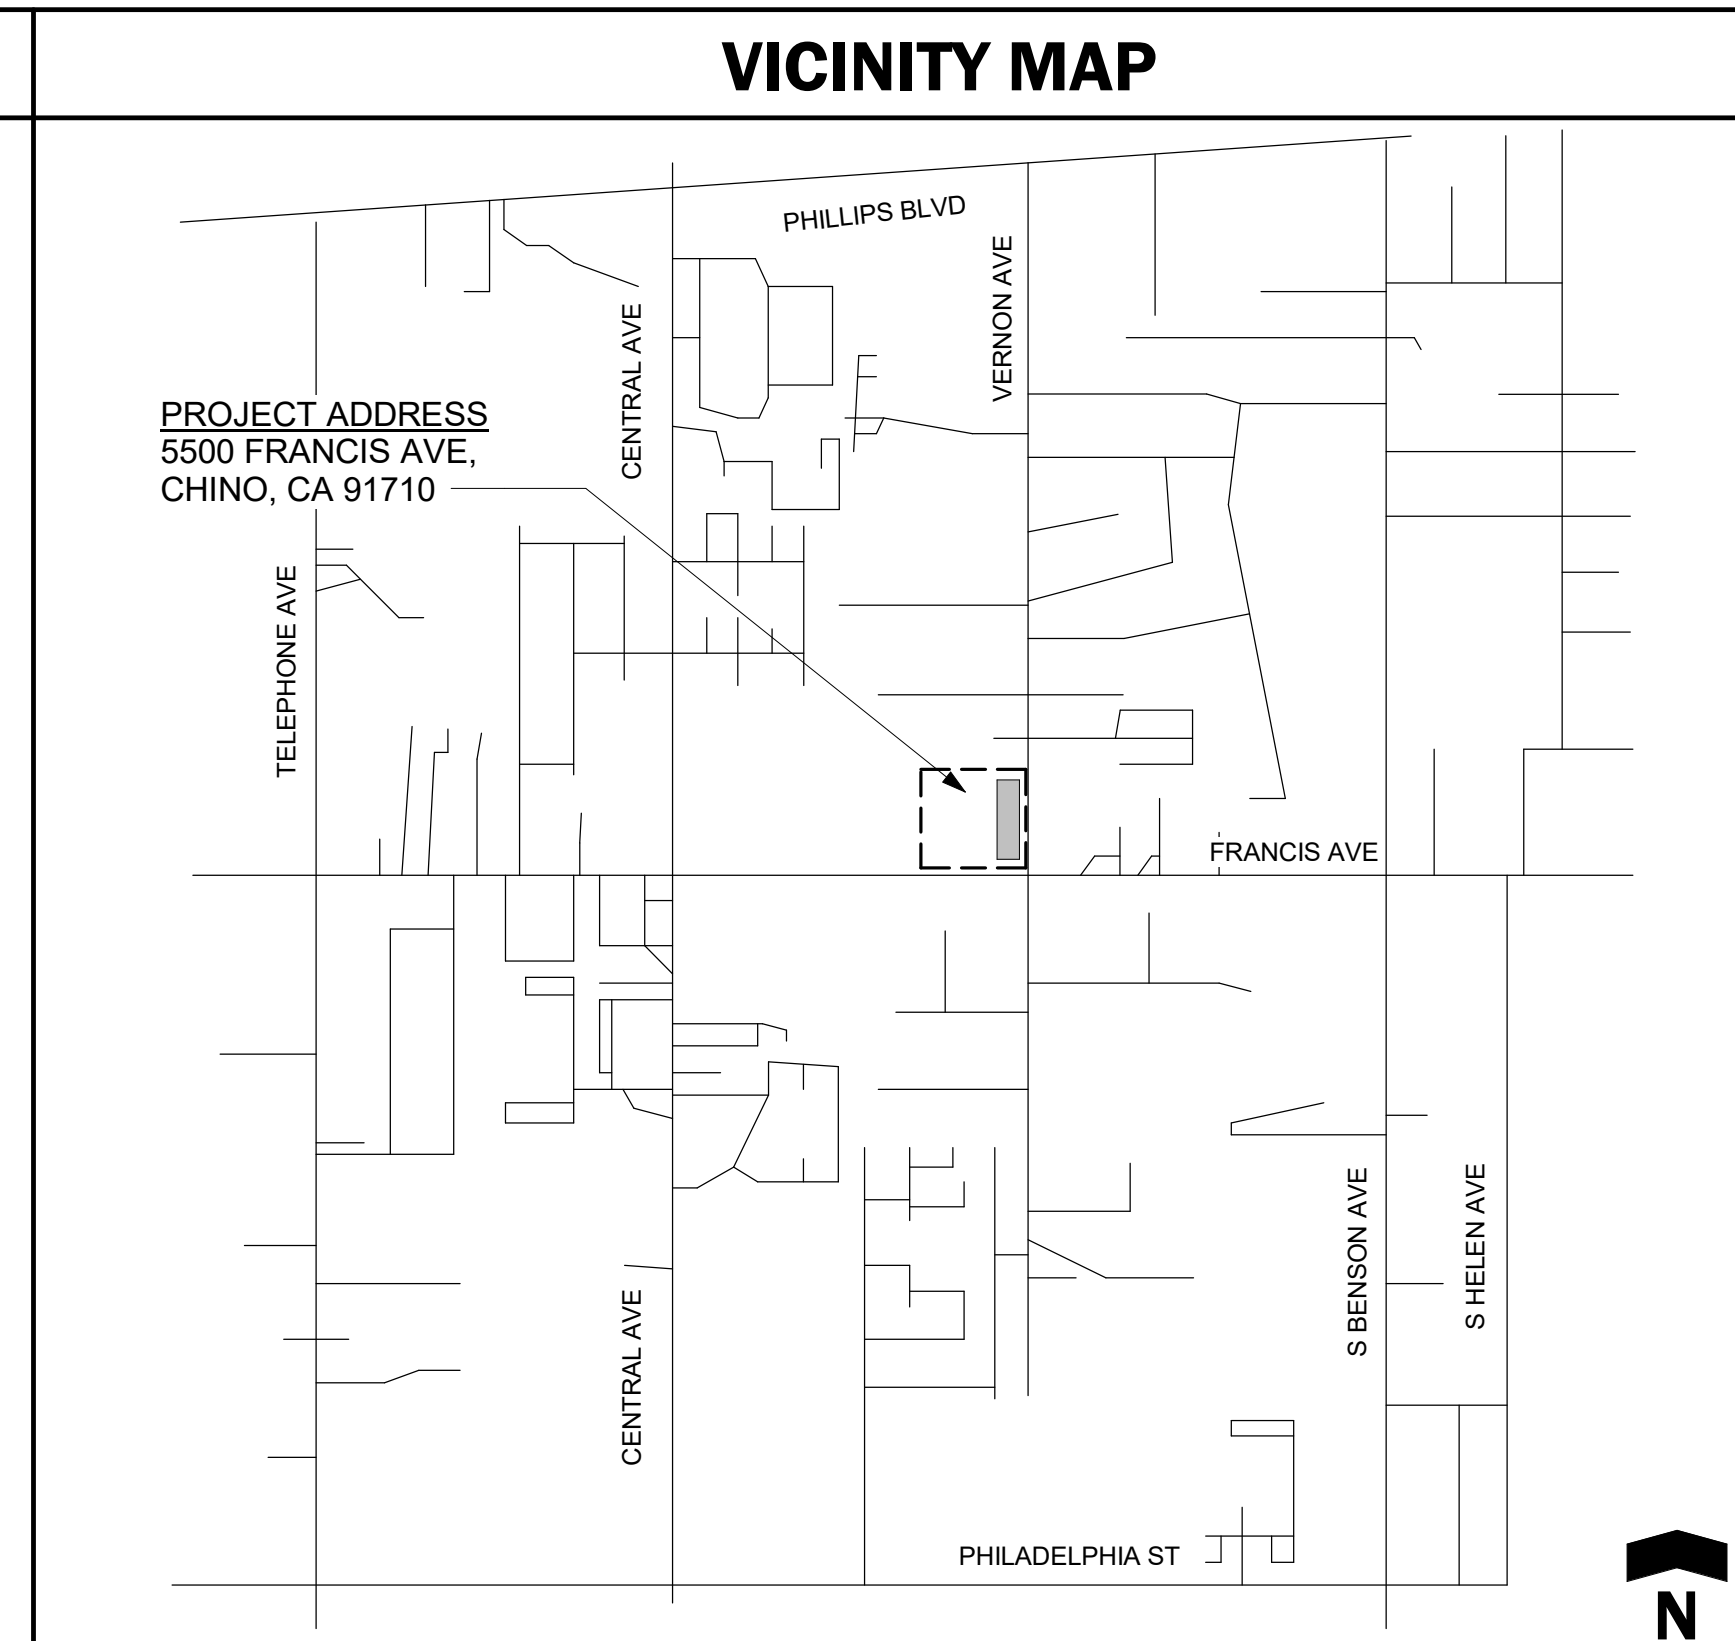 VICINITY MAP
PHILLIPS BLVD
VERNON AVE
CENTRAL AVE
PROJECT ADDRESS
5500 FRANCIS AVE,
CHINO, CA 91710
TELEPHONE AVE
FRANCIS AVE
S BENSON AVE
S HELEN AVE
CENTRAL AVE
PHILADELPHIA ST
N